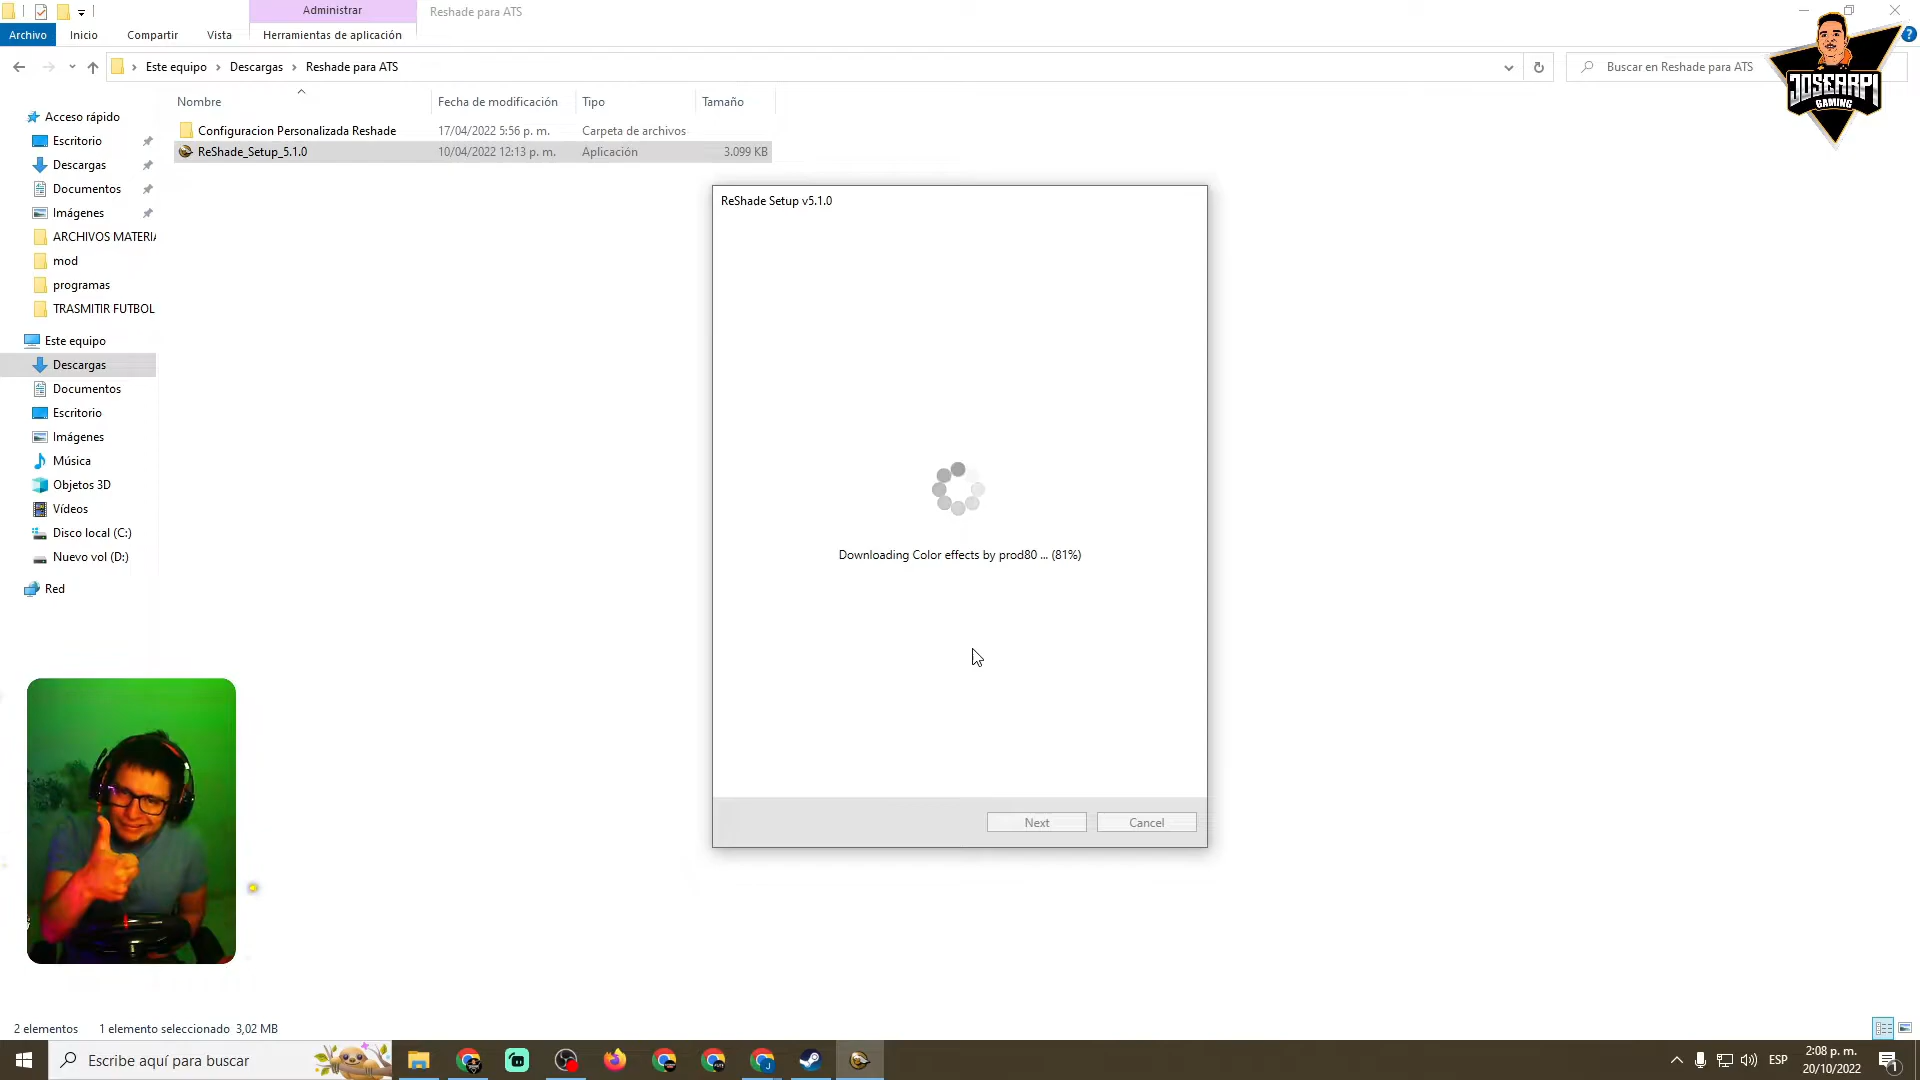 Administrar
Reshade para ATS
Archivo
Inicio
Compartir
Vista
Herramientas de aplicación
Este equipo
Descargas
Reshade para ATS
Buscar en Reshade para ATS
JOSEARPI
GAMING
Nombre
Fecha de modificación
Tipo
Tamaño
Configuracion Personalizada Reshade
17/04/2022 5:56 p. m.
Carpeta de archivos
ReShade_Setup_5.1.0
10/04/2022 12:13 p. m.
Aplicación
3.099 KB
Acceso rápido
Escritorio
Descargas
Documentos
Imágenes
ARCHIVOS MATERIA
mod
programas
TRASMITIR FUTBOL
Este equipo
Descargas
Documentos
Escritorio
Imágenes
Música
Objetos 3D
Vídeos
Disco local (C:)
Nuevo vol (D:)
Red
ReShade Setup v5.1.0
Downloading Color effects by prod80 ... (81%)
Next
Cancel
2 elementos
1 elemento seleccionado 3,02 MB
Escribe aquí para buscar
ESP
2:08 p. m.
20/10/2022
1